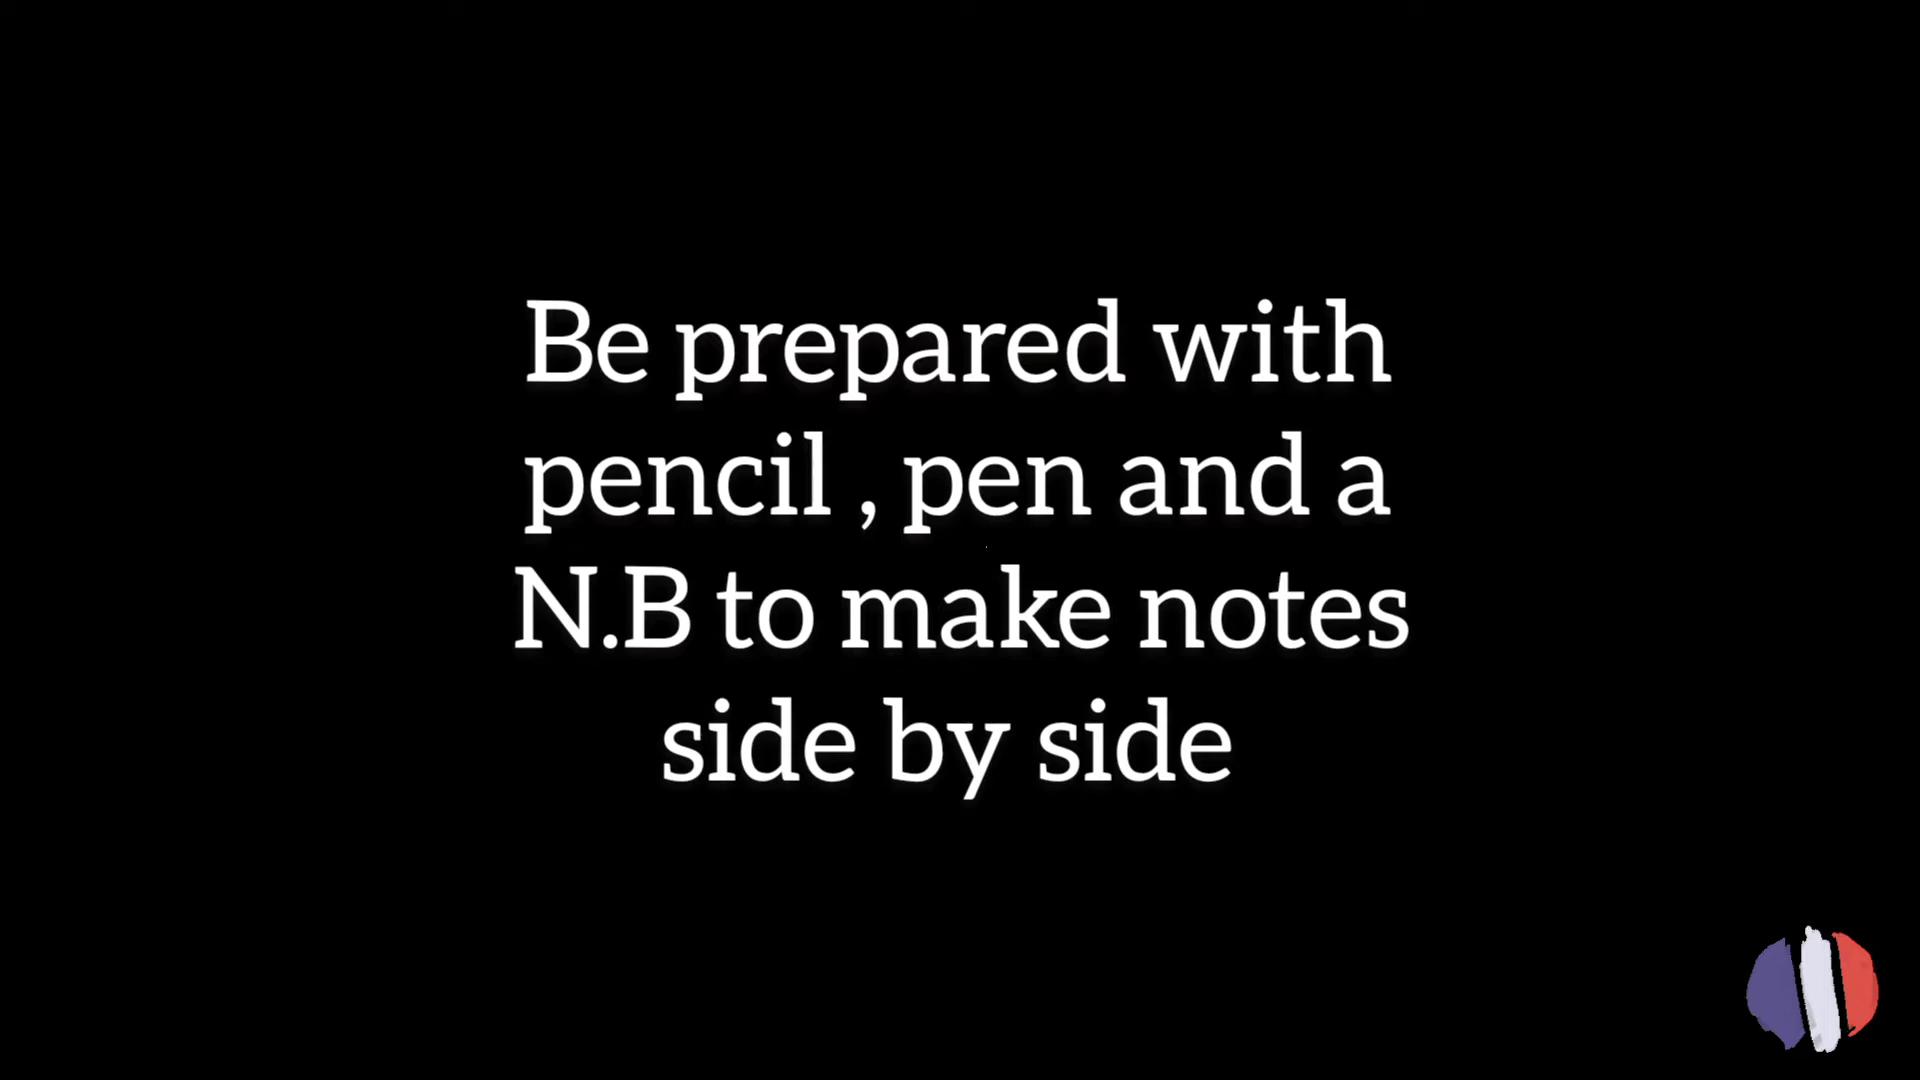 Be prepared with
pencil , pen and a
N.B to make notes
side by side